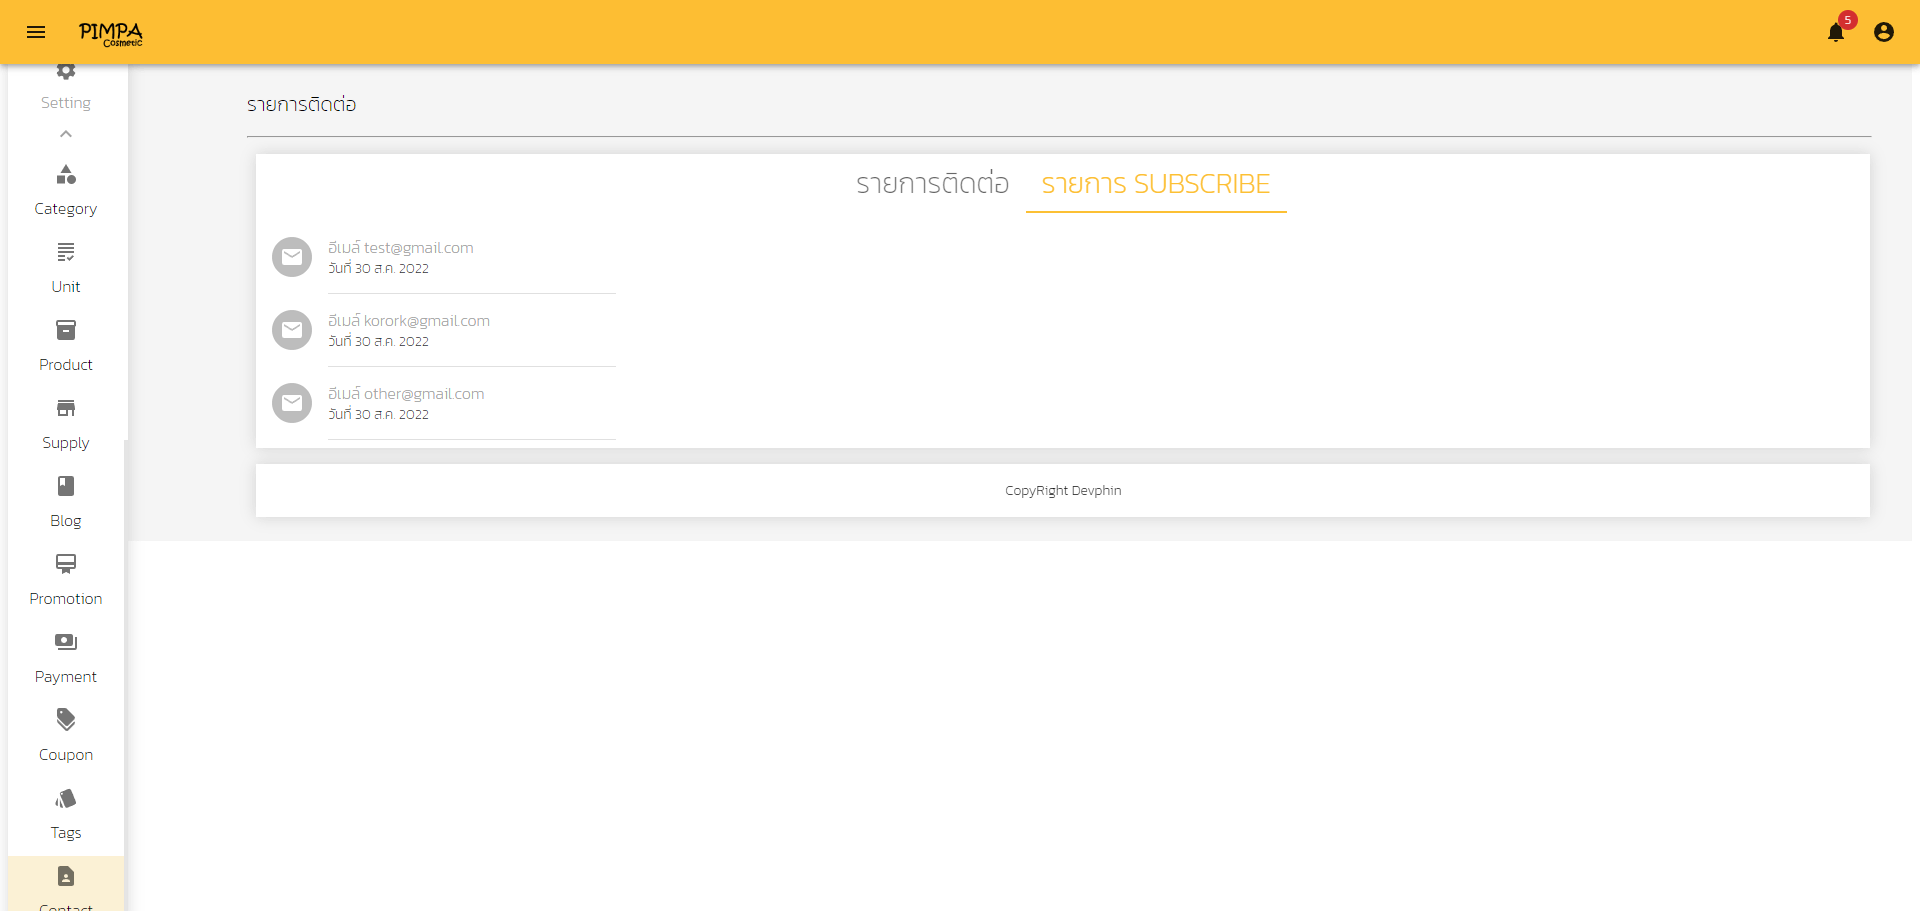 PIMPA
Cosmetic
5
Setting
Category
Unit
Product
Supply
Blog
Promotion
Payment
Coupon
Tags
Contact
รายการติดต่อ
รายการติดต่อ
รายการ SUBSCRIBE
อีเมล์ test@gmail.com
วันที่ 30 ส.ค. 2022
อีเมล์ korork@gmail.com
วันที่ 30 ส.ค. 2022
อีเมล์ other@gmail.com
วันที่ 30 ส.ค. 2022
CopyRight Devphin